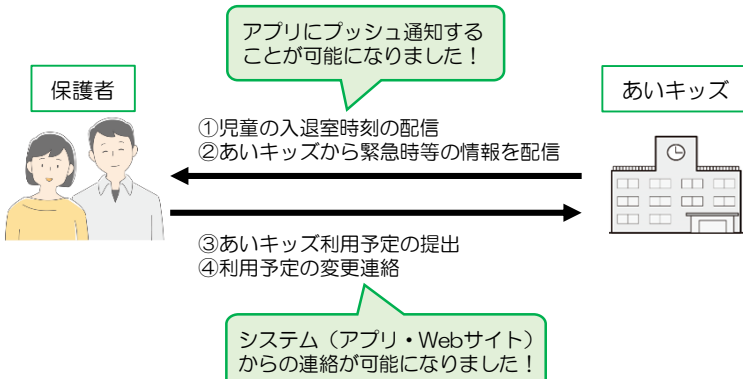 アプリにプッシュ通知する
ことが可能になりました！
保護者
あいキッズ
①児童の入退室時刻の配信
②あいキッズから緊急時等の情報を配信
③あいキッズ利用予定の提出
④利用予定の変更連絡
システム（アプリ・Webサイト）
からの連絡が可能になりました！